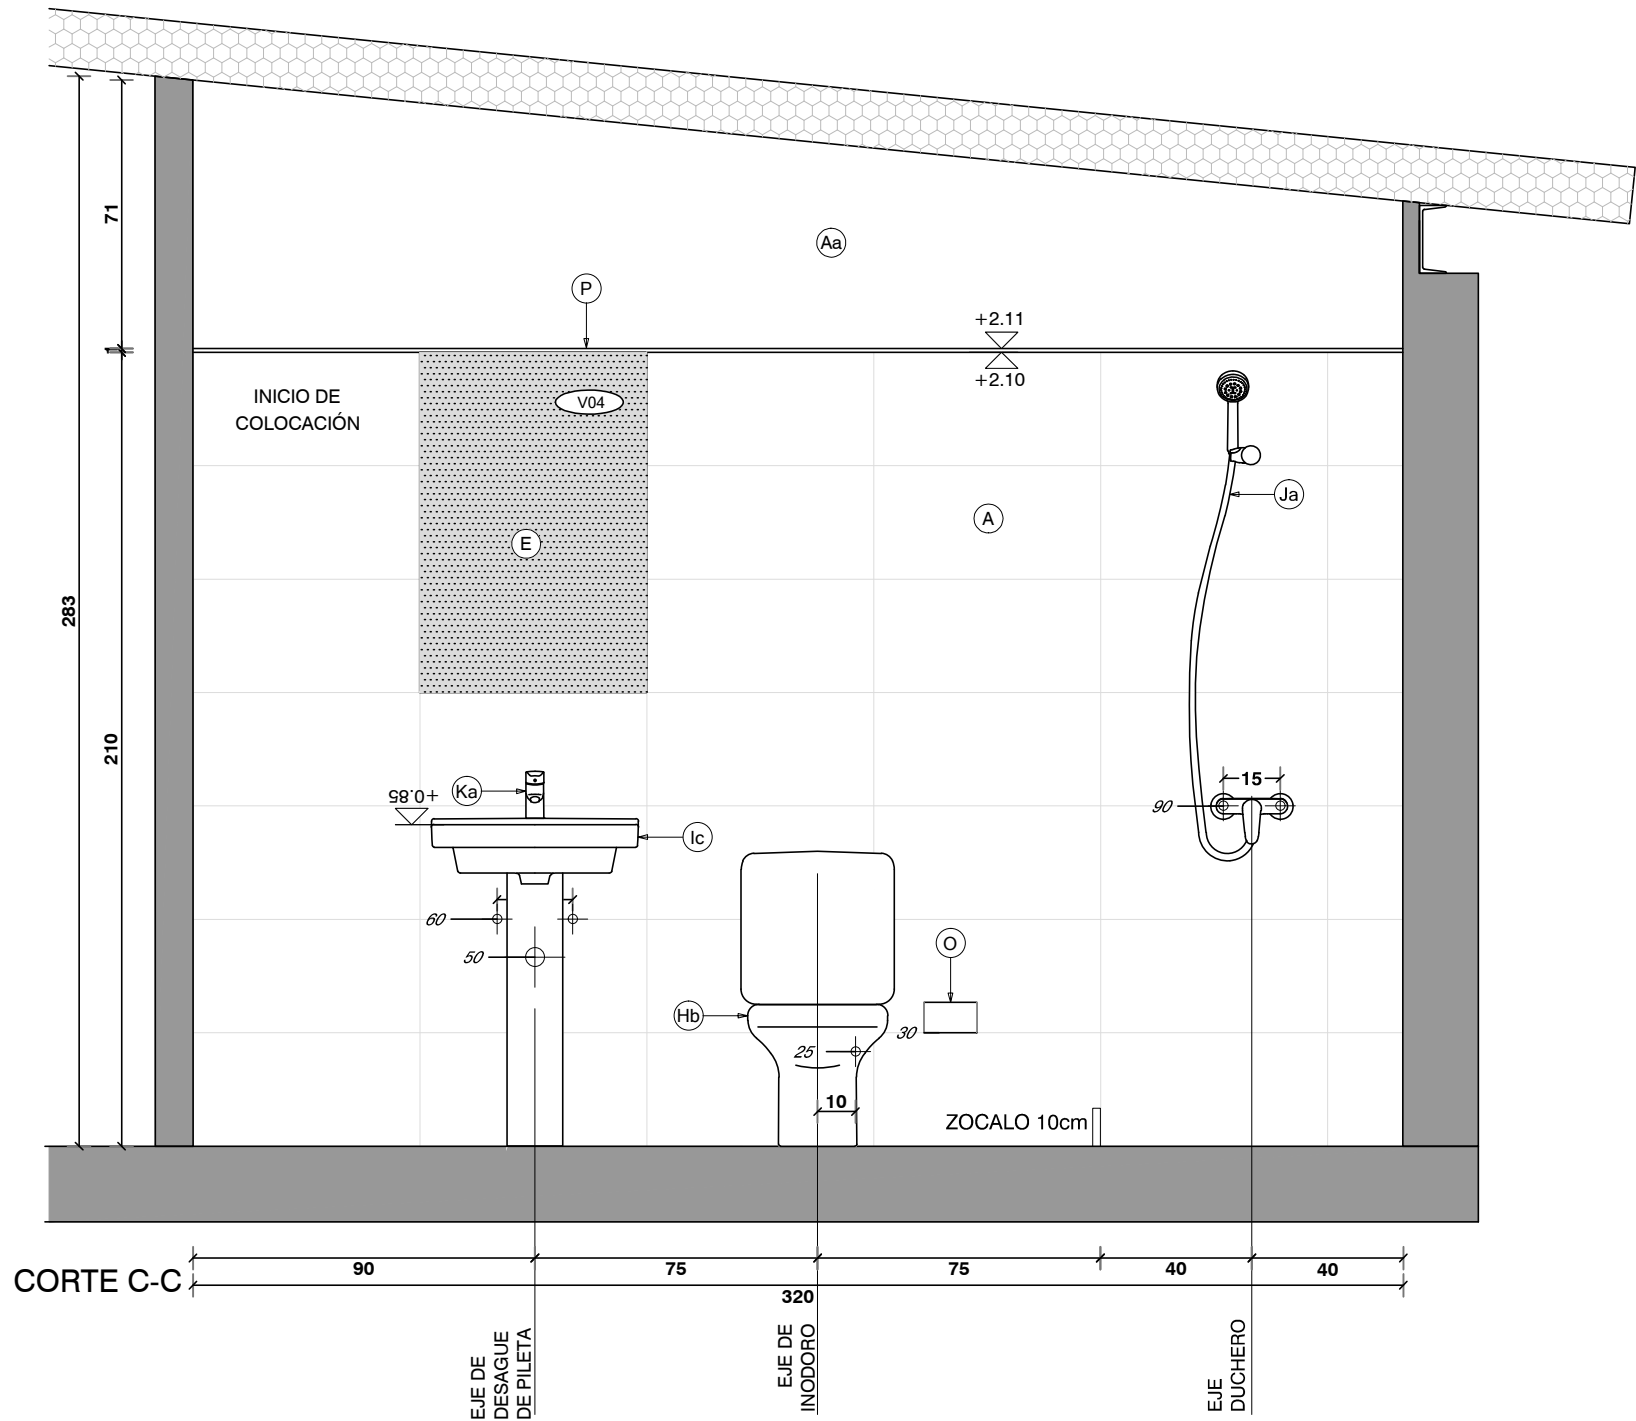 71
Aa
P
+2.11
+2.10
INICIO DE
COLOCACIÓN
V04
Ja
A
E
283
210
15
90
+0.85
Ka
Ic
60
50
O
Hb
30
25
10
ZOCALO 10cm
90
75
75
40
40
CORTE C-C
320
EJE DE
DESAGUE
DE PILETA
EJE DE
INODORO
EJE
DUCHERO